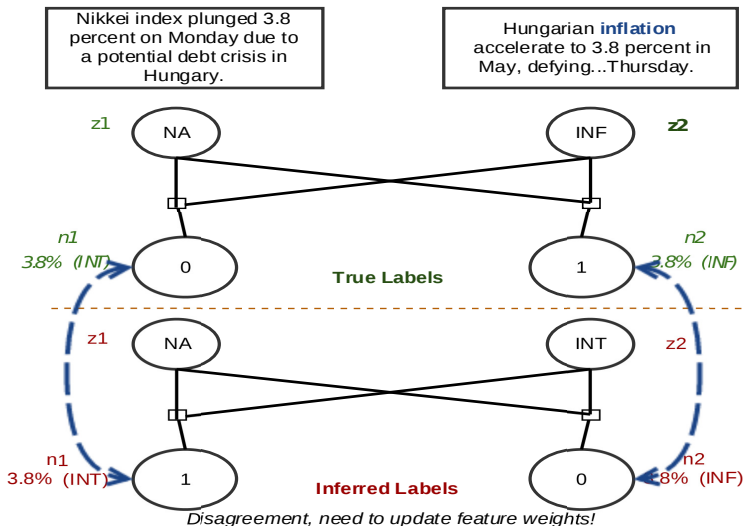 Nikkei index plunged 3.8
percent on Monday due to
a potential debt crisis in
Hungary.
Hungarian inflation
accelerate to 3.8 percent in
May, defying...Thursday.
z1
NA
INF
z2
n1
3.8% (INT)
0
True Labels
1
n2
3.8% (INF)
z1
NA
INT
z2
n1
3.8% (INT)
1
Inferred Labels
0
n2
3.8% (INF)
Disagreement, need to update feature weights!